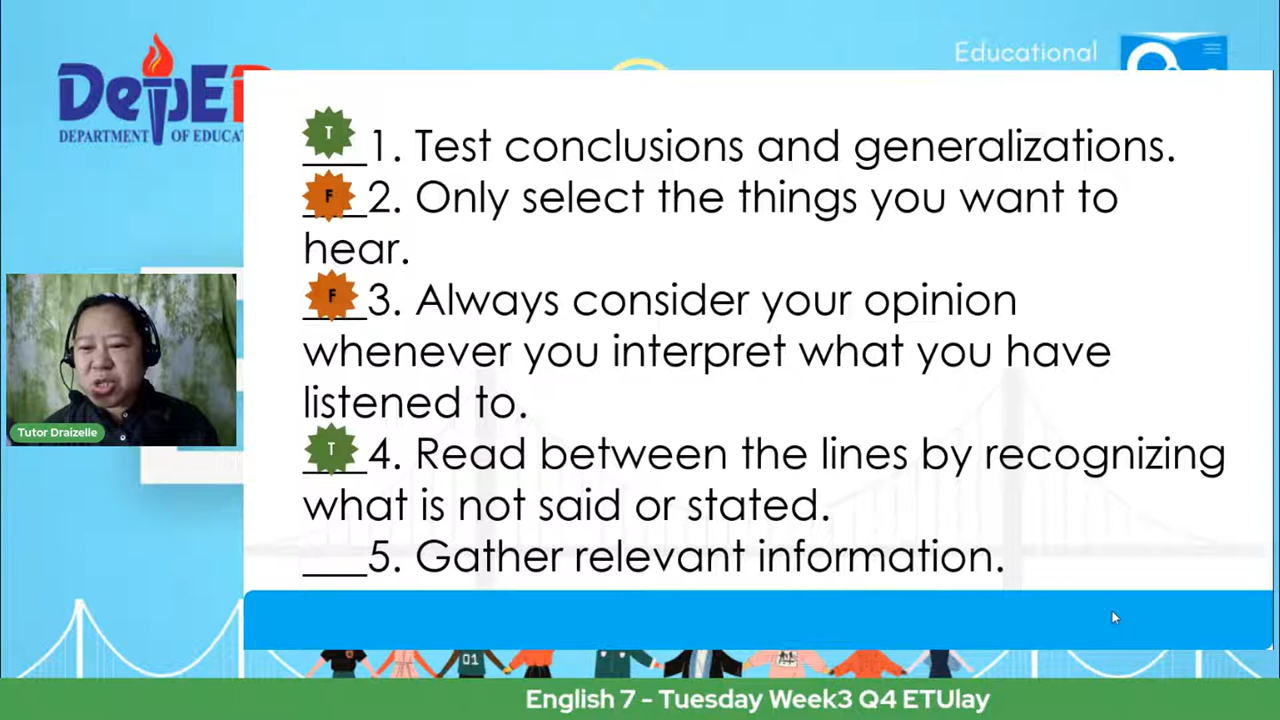 Educational
DEPARTMENT OF EDUCAT
T
___1. Test conclusions and generalizations.
F
___2. Only select the things you want to
hear.
F
___3. Always consider your opinion
whenever you interpret what you have
listened to.
T
___4. Read between the lines by recognizing
what is not said or stated.
___5. Gather relevant information.
Tutor Draizelle
01
English 7 - Tuesday Week3 Q4 ETUlay